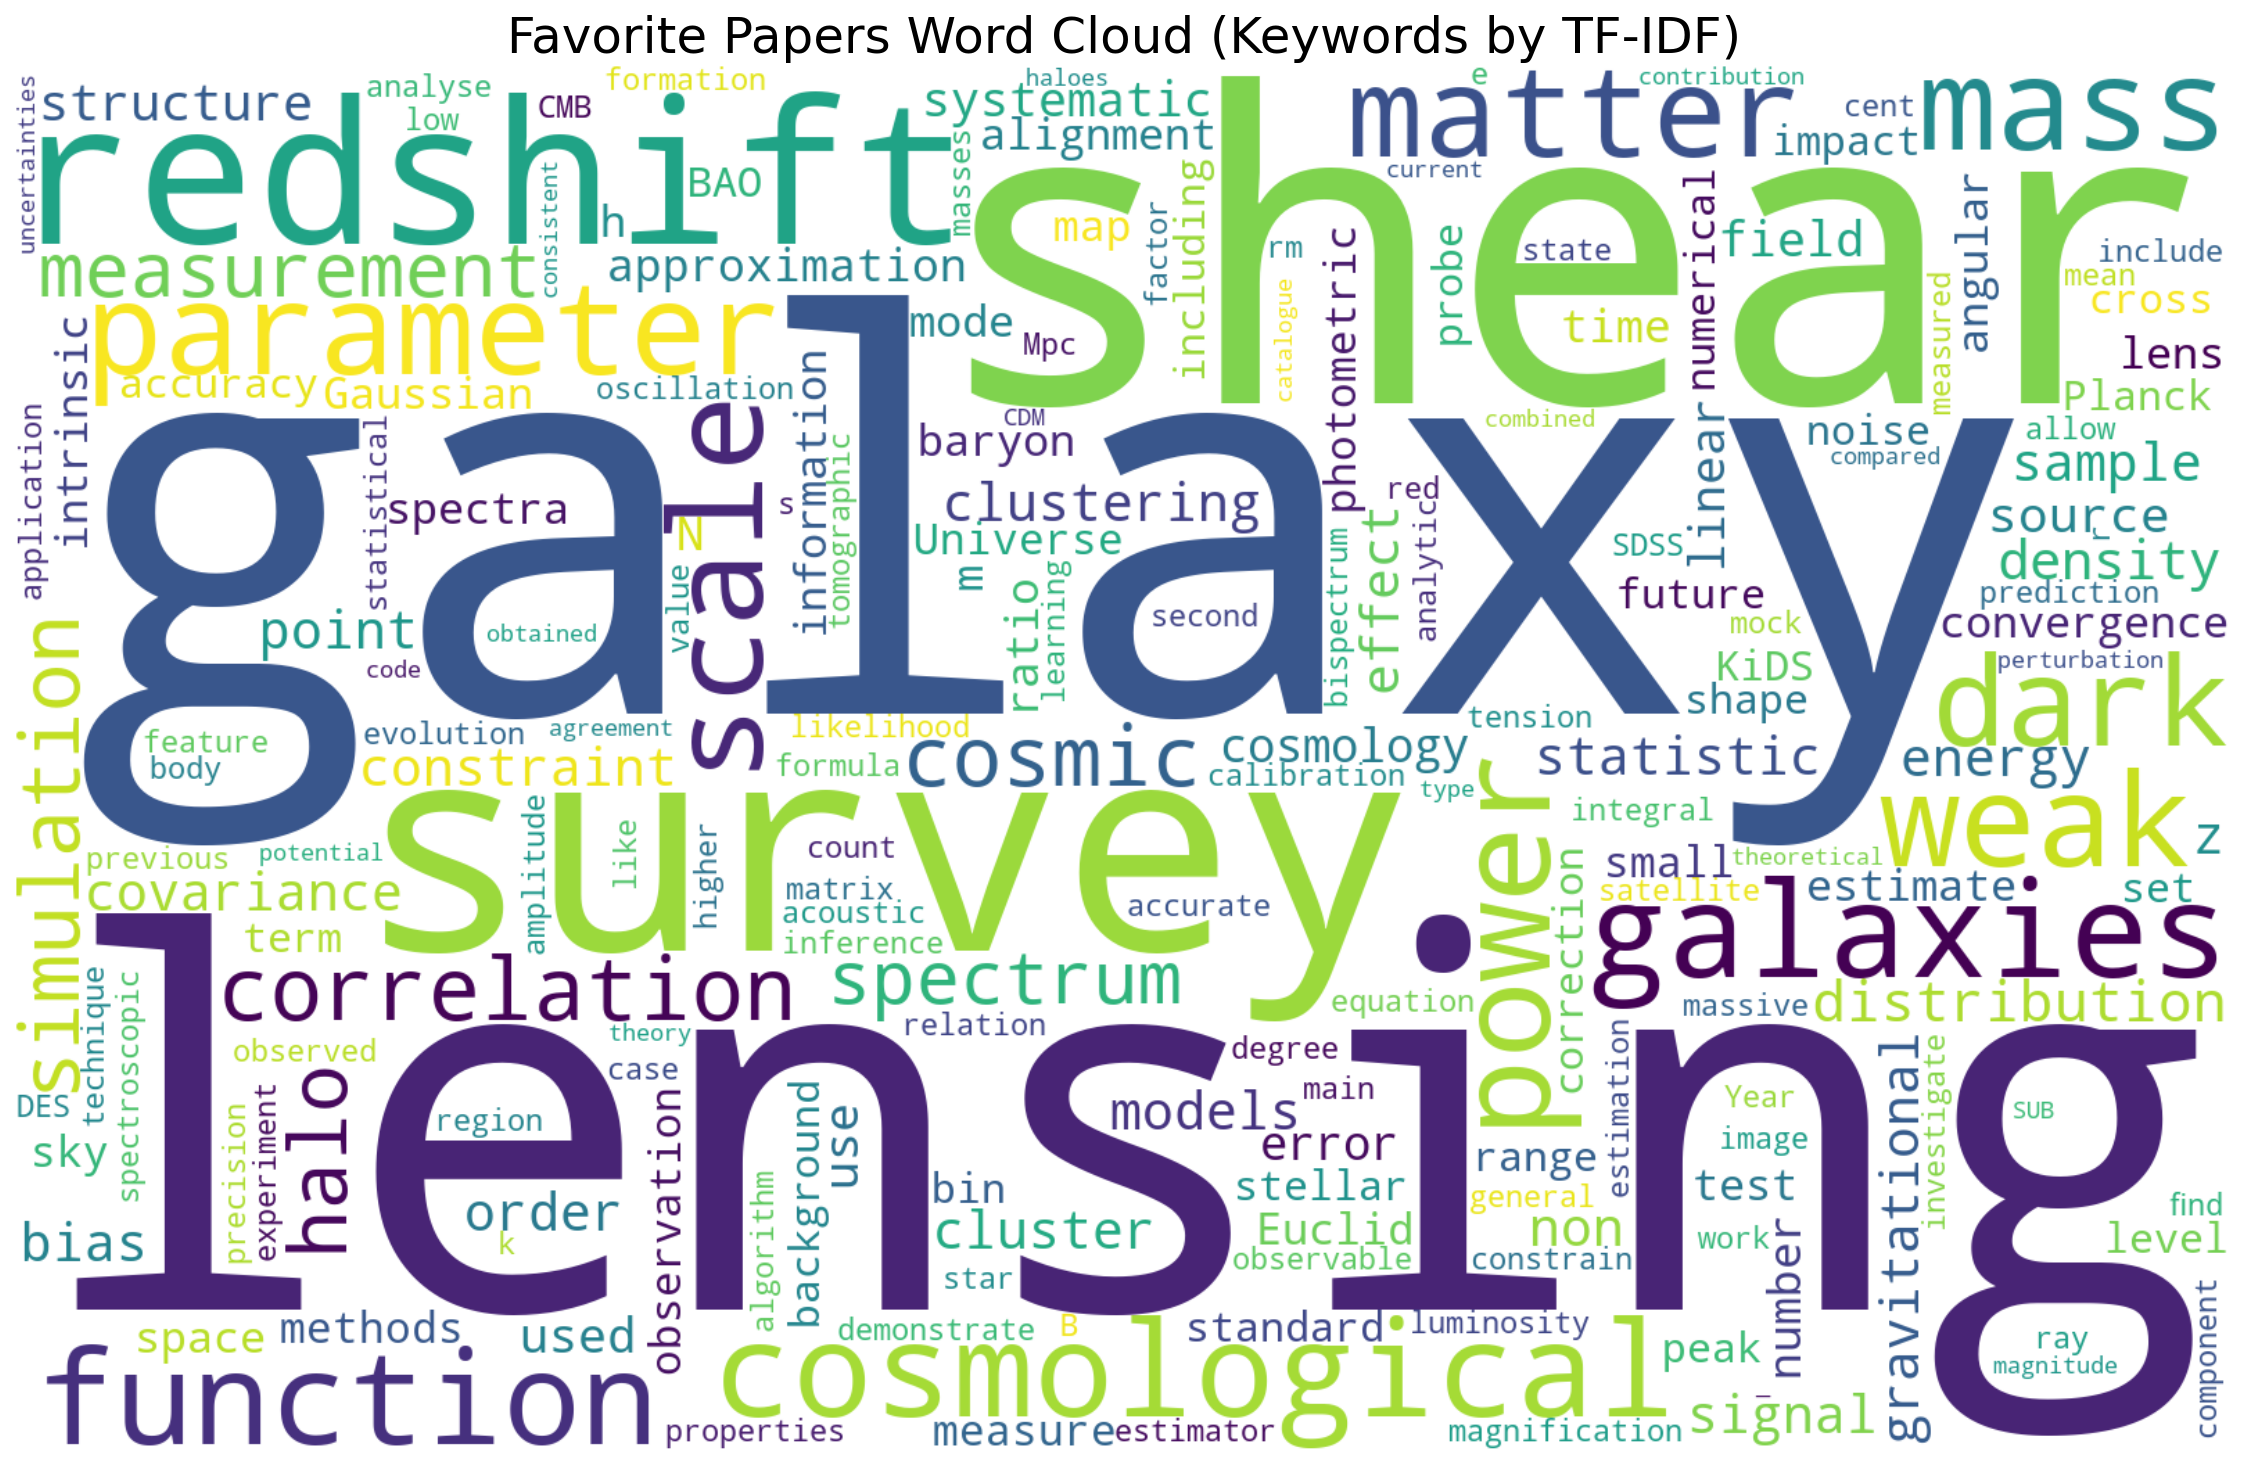 Favorite Papers Word Cloud (Keywords by TF-IDF)
uncertainties
structure
analyse
low
CMB
formation
redshift
consistent
h
BAO
systematic
haloes
alignment
masses
e
matter
contribution
cent
impact
mass
current
shear
measurement
approximation
map
factor
including
rm
photometric
probe
state
numerical
field
angular
include
mean
measured
cross
parameter
intrinsic
accuracy
Gaussian
oscillation
mode
Mpc
catalogue
time
lens
Planck
application
statistical
spectra
scale
information
tomographic
s
N
value
CDM
baryon
clustering
Universe
m
ratio
learning
combined
red
analytic
effect
bispectrum
second
linear
noise
compared
allow
sample
SDSS
future
source
r
density
prediction
mock
convergence
galaxy
point
obtained
code
simulation
feature
body
evolution
agreement
constraint
likelihood
formula
cosmic
cosmology
calibration
tension
type
statistic
KiDS
shape
perturbation
dark
energy
integral
weak
z
previous
potential
covariance
term
survey
amplitude
like
higher
count
matrix
acoustic
inference
accurate
power
small
theoretical
satellite
estimate
set
correction
galaxies
correlation
spectrum
equation
massive
distribution
technique
spectroscopic
observed
theory
relation
case
degree
main
DES
sky
precision
experiment
halo
region
observation
background
use
models
error
range
estimation
Year
image
gravitational
investigate
SUB
bias
order
k
algorithm
bin
stellar
cluster
Euclid
general
non
test
work
observable
constrain
star
number
find
level
lensing
component
space
methods
used
demonstrate
B
standard
luminosity
peak
ray
magnitude
function
cosmological
properties
measure
estimator
magnification
signal